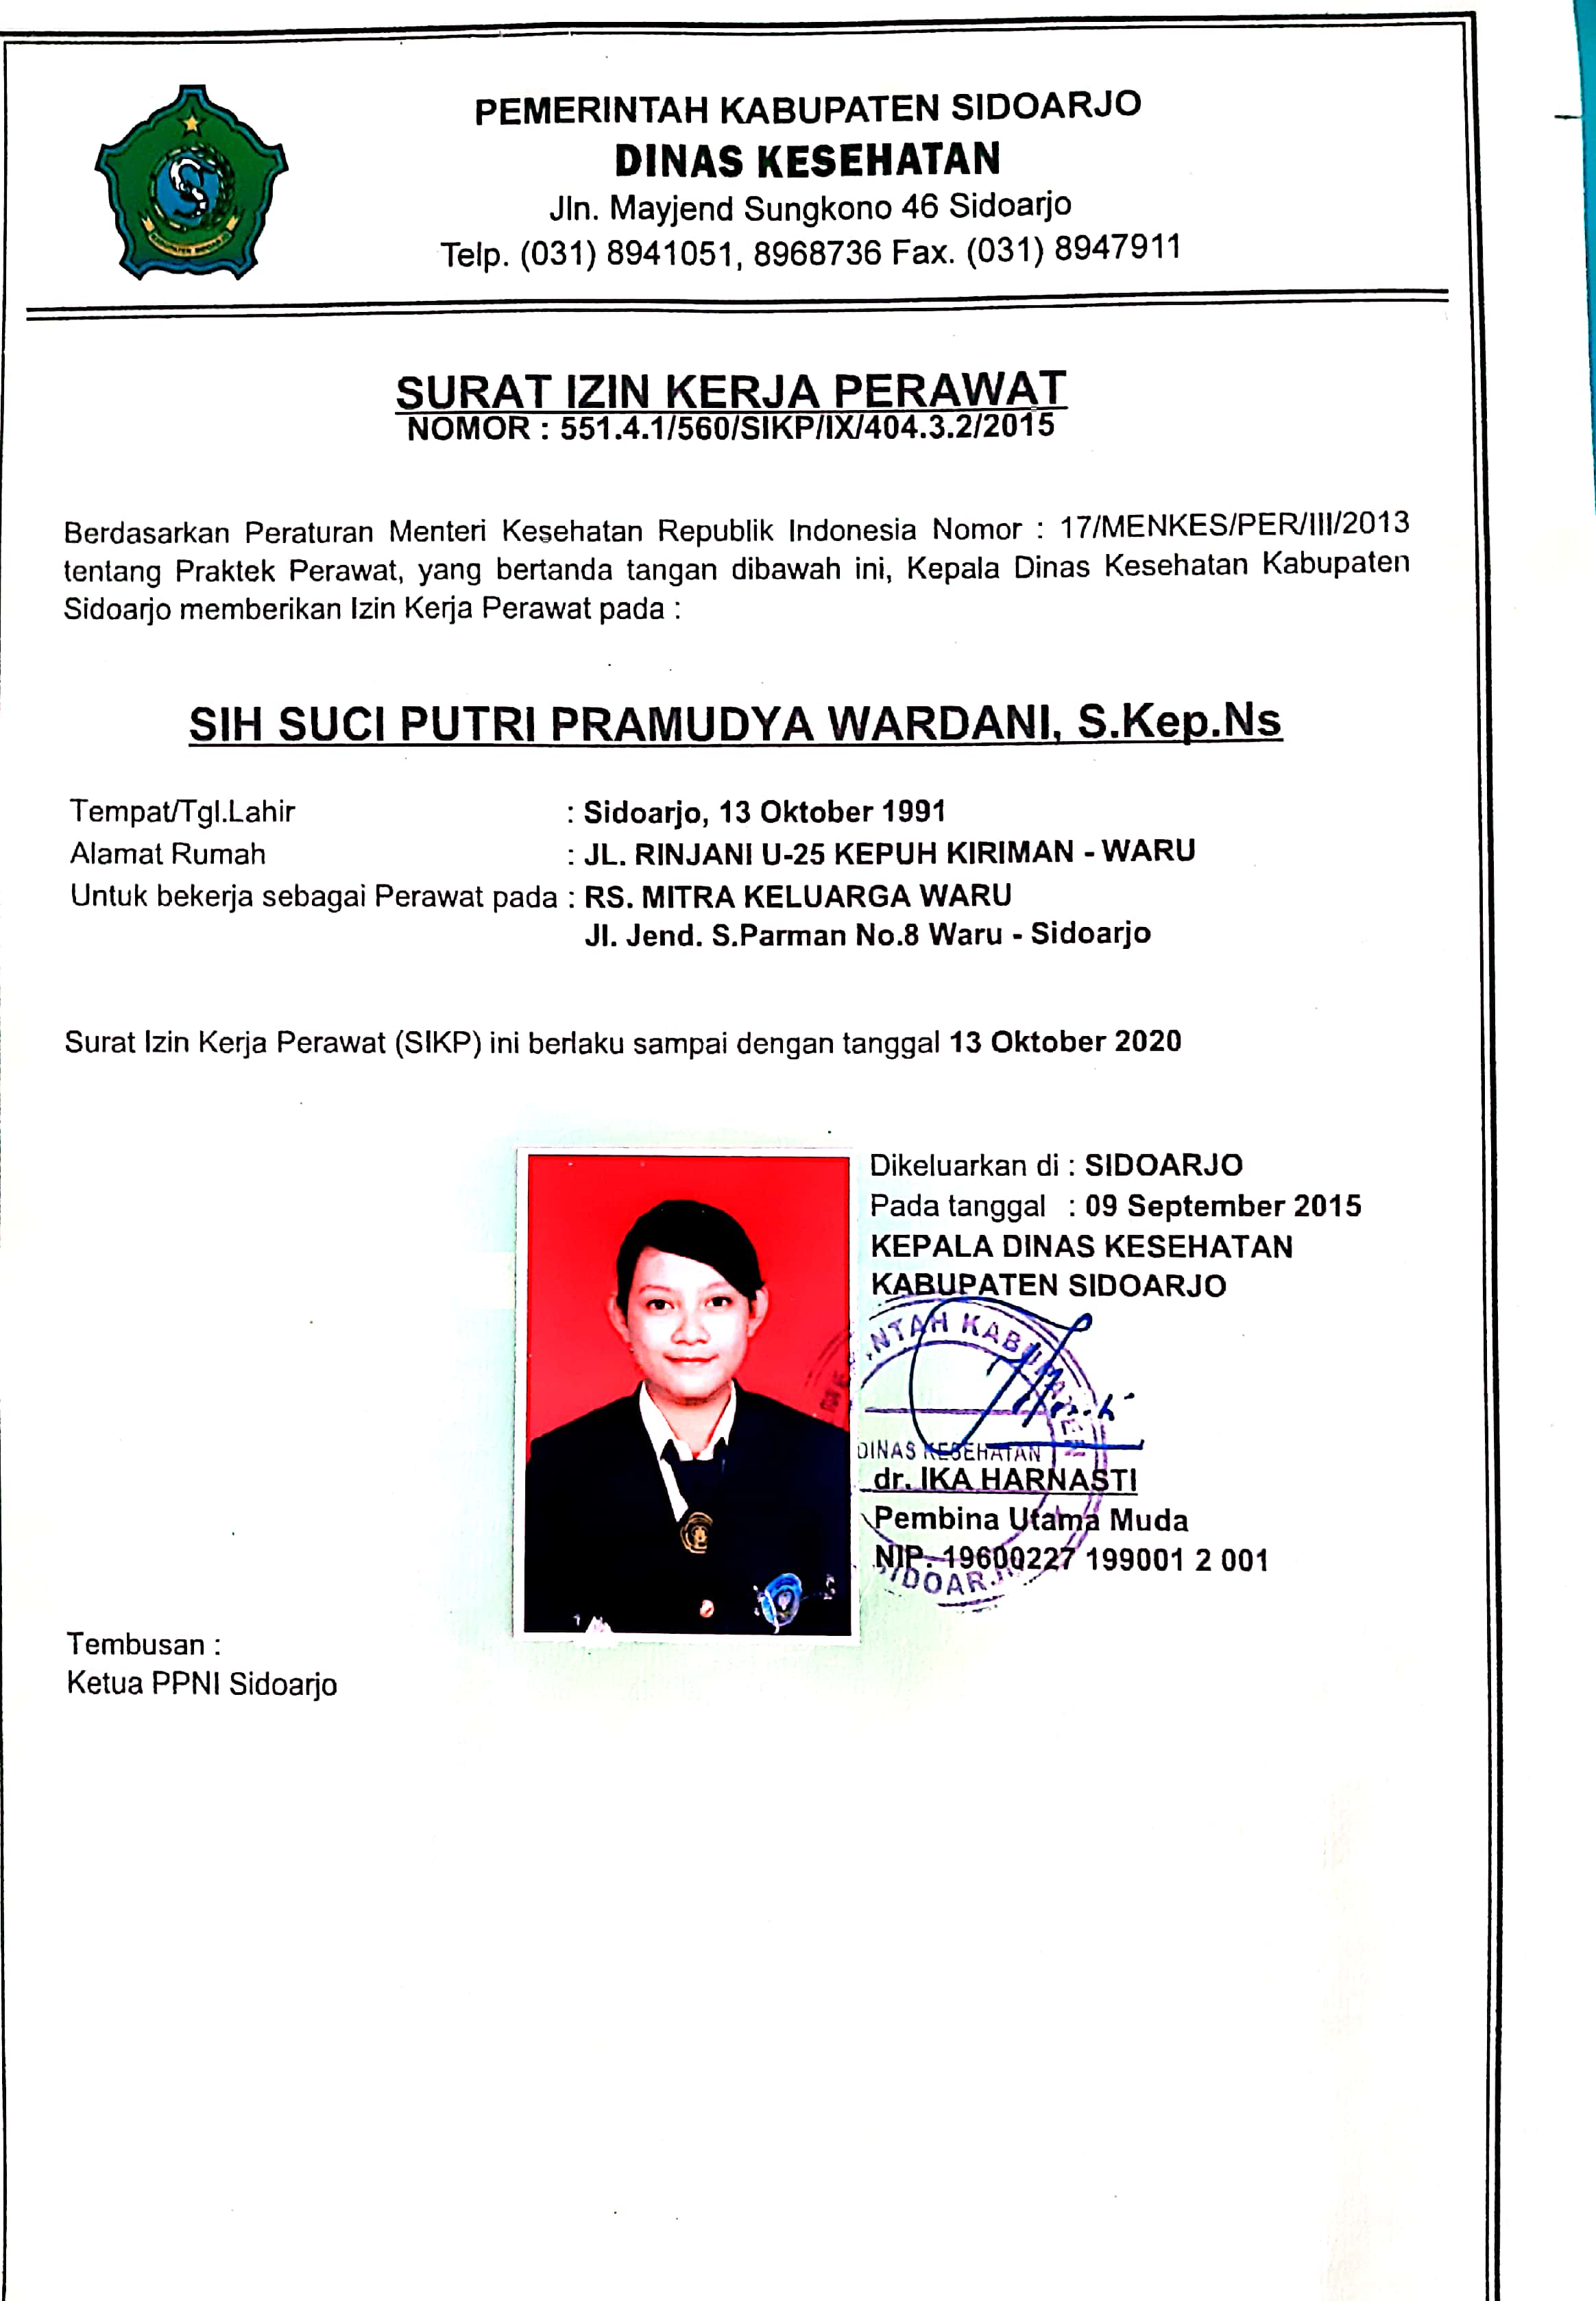 PEMERINTAH KABUPATEN SIDOARJO
DINAS KESEHATAN
Jln. Mayjend Sungkono 46 Sidoarjo
Telp. (031) 8941051, 8968736 Fax. (031) 8947911
SURAT IZIN KERJA PERAWAT
NOMOR : 551.4.1/560/SIKP/IX/404.3.2/2015
Berdasarkan Peraturan Menteri Kesehatan Republik Indonesia Nomor : 17/MENKES/PER/III/2013
tentang Praktek Perawat, yang bertanda tangan dibawah ini, Kepala Dinas Kesehatan Kabupaten
Sidoarjo memberikan Izin Kerja Perawat pada :
SIH SUCI PUTRI PRAMUDYA WARDANI, S.Kep.Ns
Tempat/Tgl.Lahir : Sidoarjo, 13 Oktober 1991
Alamat Rumah : JL. RINJANI U-25 KEPUH KIRIMAN - WARU
Untuk bekerja sebagai Perawat pada : RS. MITRA KELUARGA WARU
Jl. Jend. S.Parman No.8 Waru - Sidoarjo
Surat Izin Kerja Perawat (SIKP) ini berlaku sampai dengan tanggal 13 Oktober 2020
Dikeluarkan di : SIDOARJO
Pada tanggal : 09 September 2015
KEPALA DINAS KESEHATAN
KABUPATEN SIDOARJO
DINAS KESEHATAN
dr. IKA HARNASTI
Pembina Utama Muda
NIP. 19600227 199001 2 001
Tembusan :
Ketua PPNI Sidoarjo